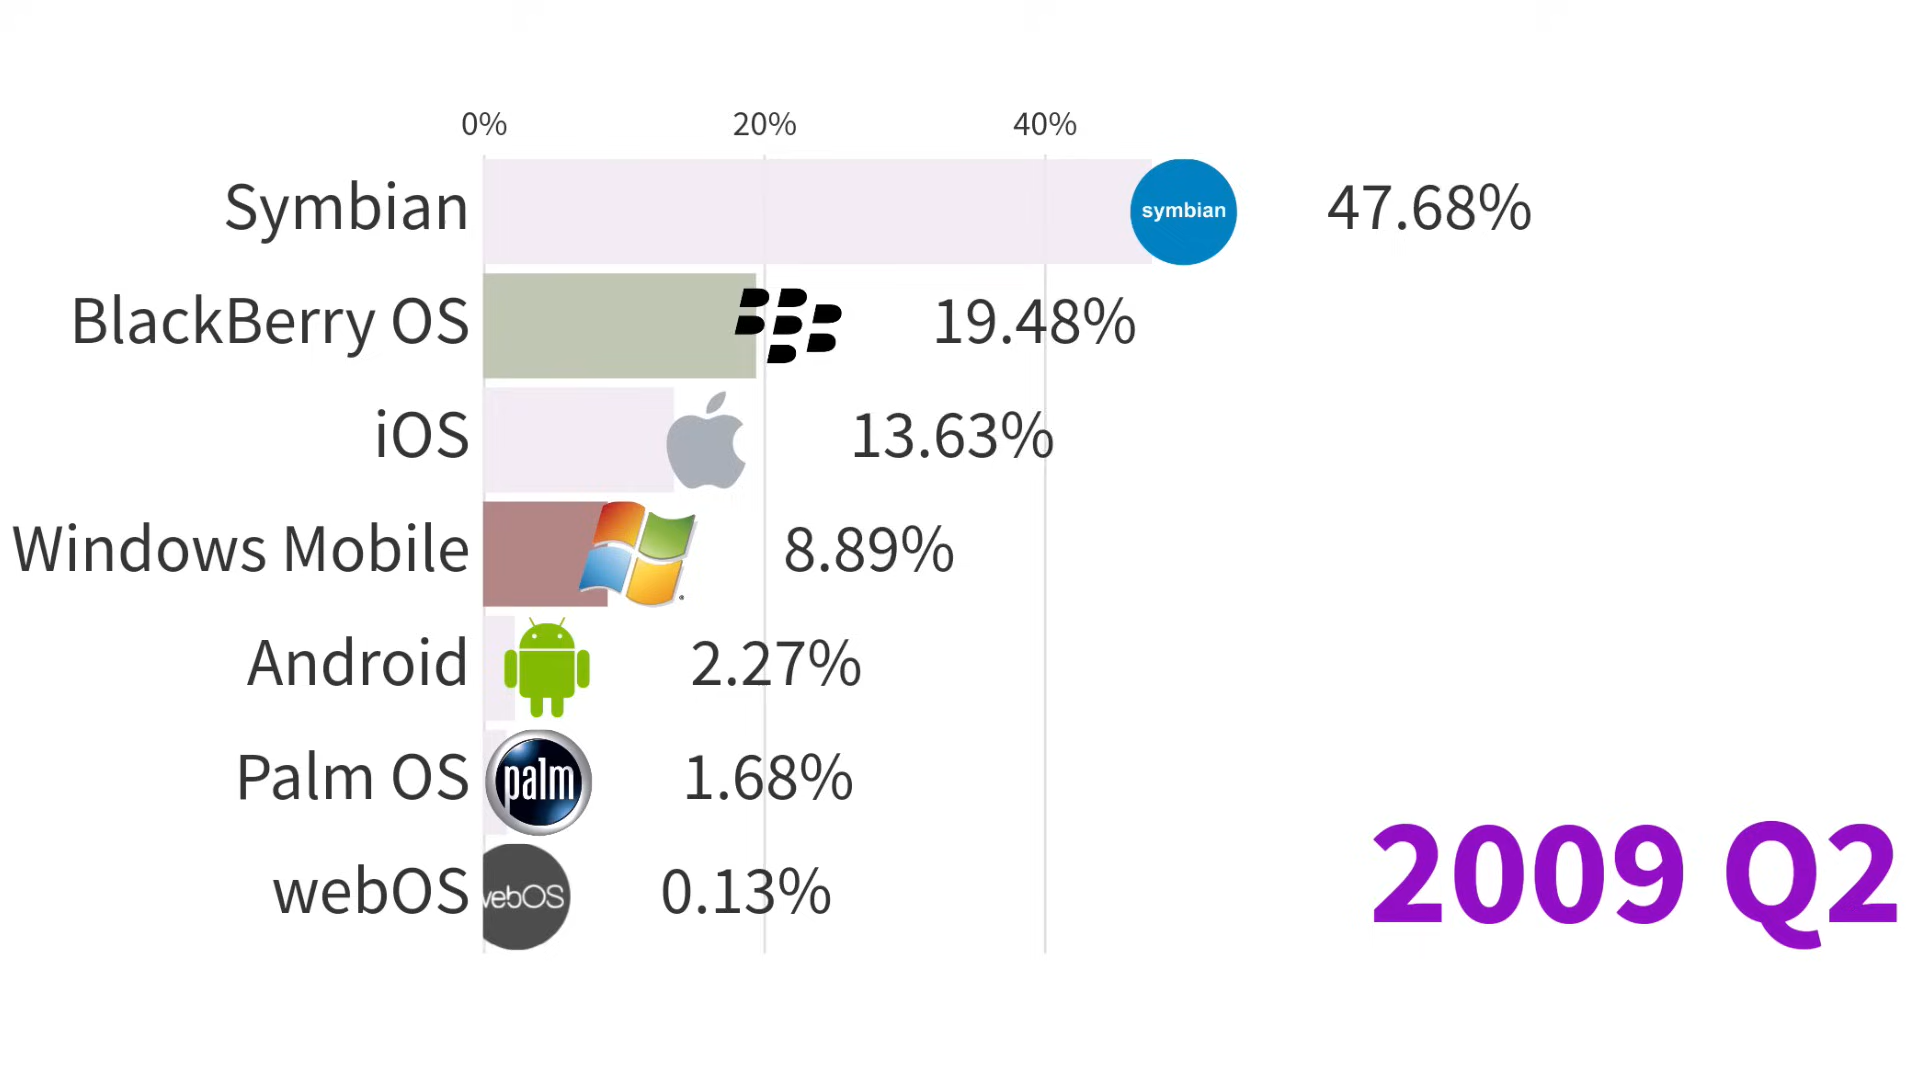 0% 20% 40%
Symbian symbian 47.68%
BlackBerry OS 19.48%
iOS 13.63%
Windows Mobile 8.89%
Android 2.27%
Palm OS palm 1.68%
webOS webOS 0.13%
2009 Q2